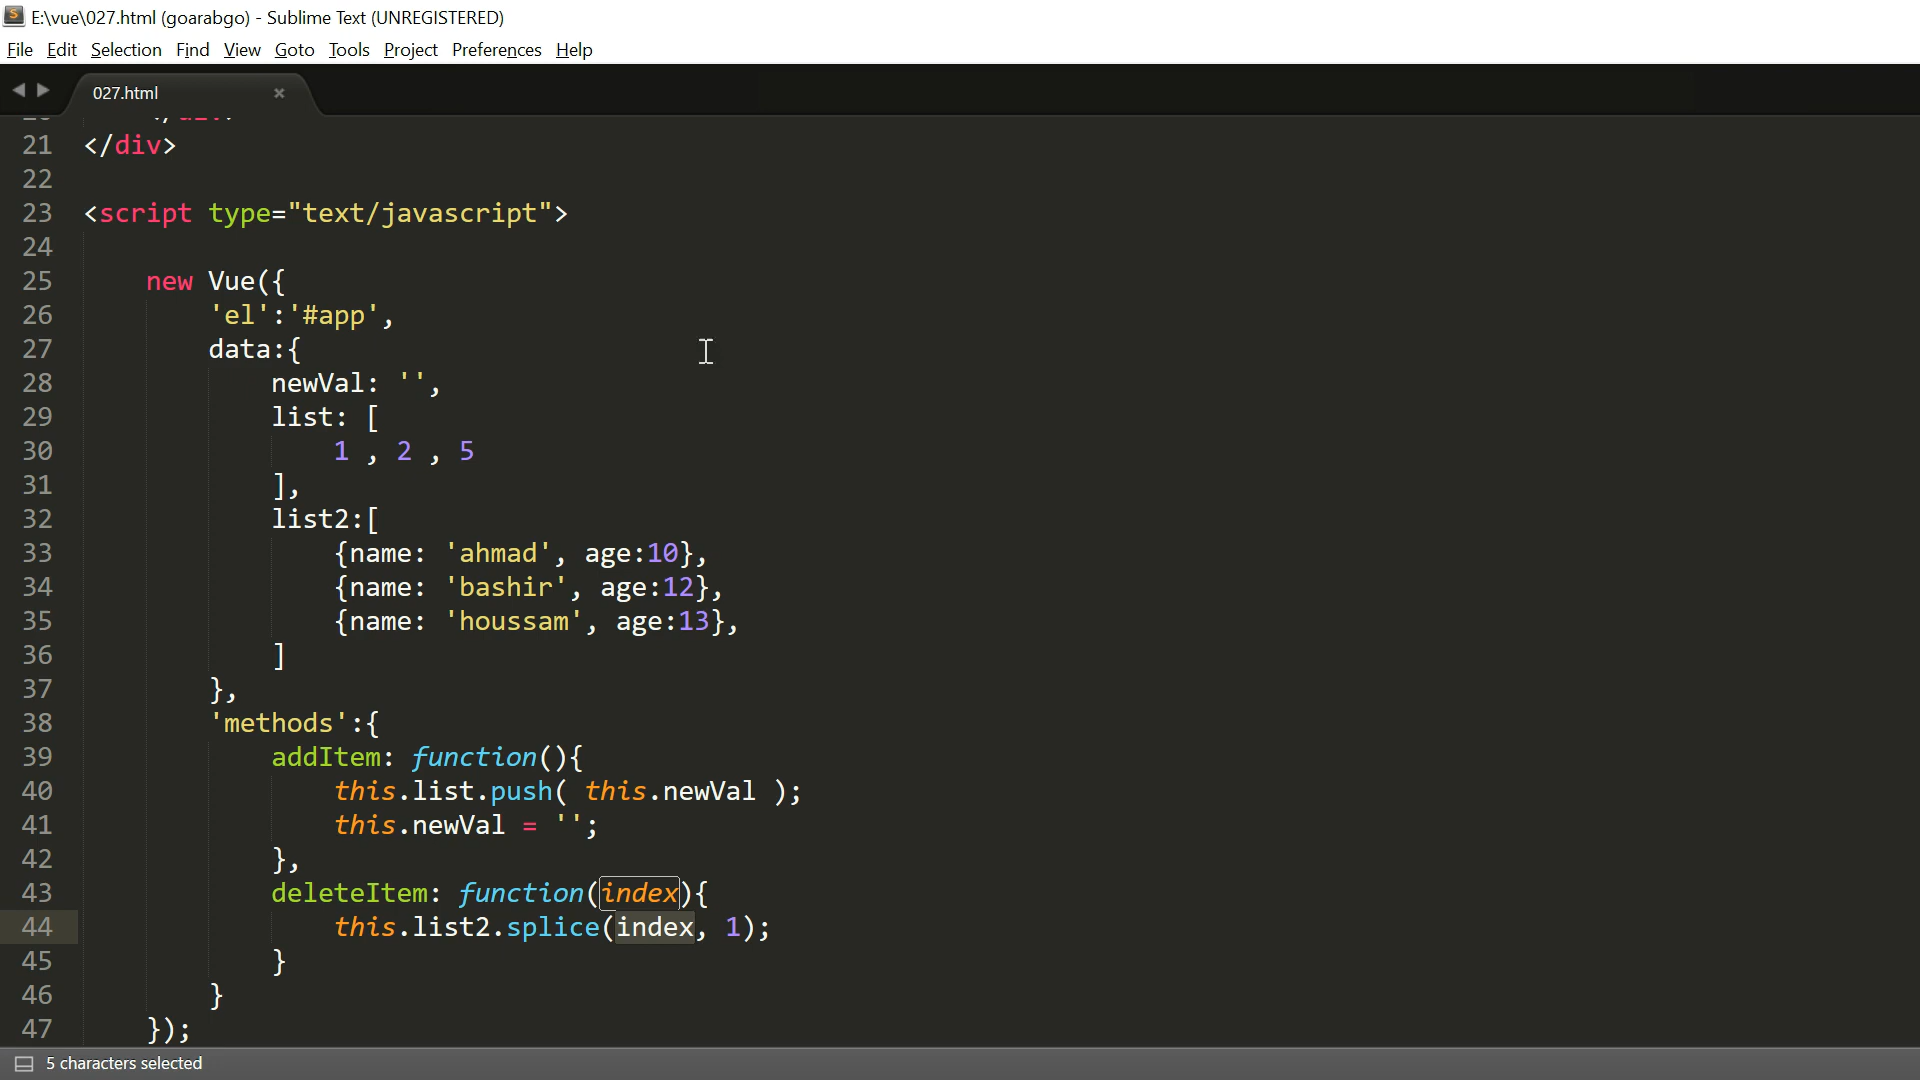 E:\vue\027.html (goarabgo) - Sublime Text (UNREGISTERED)
File Edit Selection Find View Goto Tools Project Preferences Help
027.html
21 </div>
22
23 <script type="text/javascript">
24
25     new Vue({
26         'el':'#app',
27         data:{
28             newVal: '',
29             list: [
30                 1 , 2 , 5
31             ],
32             list2:[
33                 {name: 'ahmad', age:10},
34                 {name: 'bashir', age:12},
35                 {name: 'houssam', age:13},
36             ]
37         },
38         'methods':{
39             addItem: function(){
40                 this.list.push( this.newVal );
41                 this.newVal = '';
42             },
43             deleteItem: function(index){
44                 this.list2.splice(index, 1);
45             }
46         }
47     });
5 characters selected